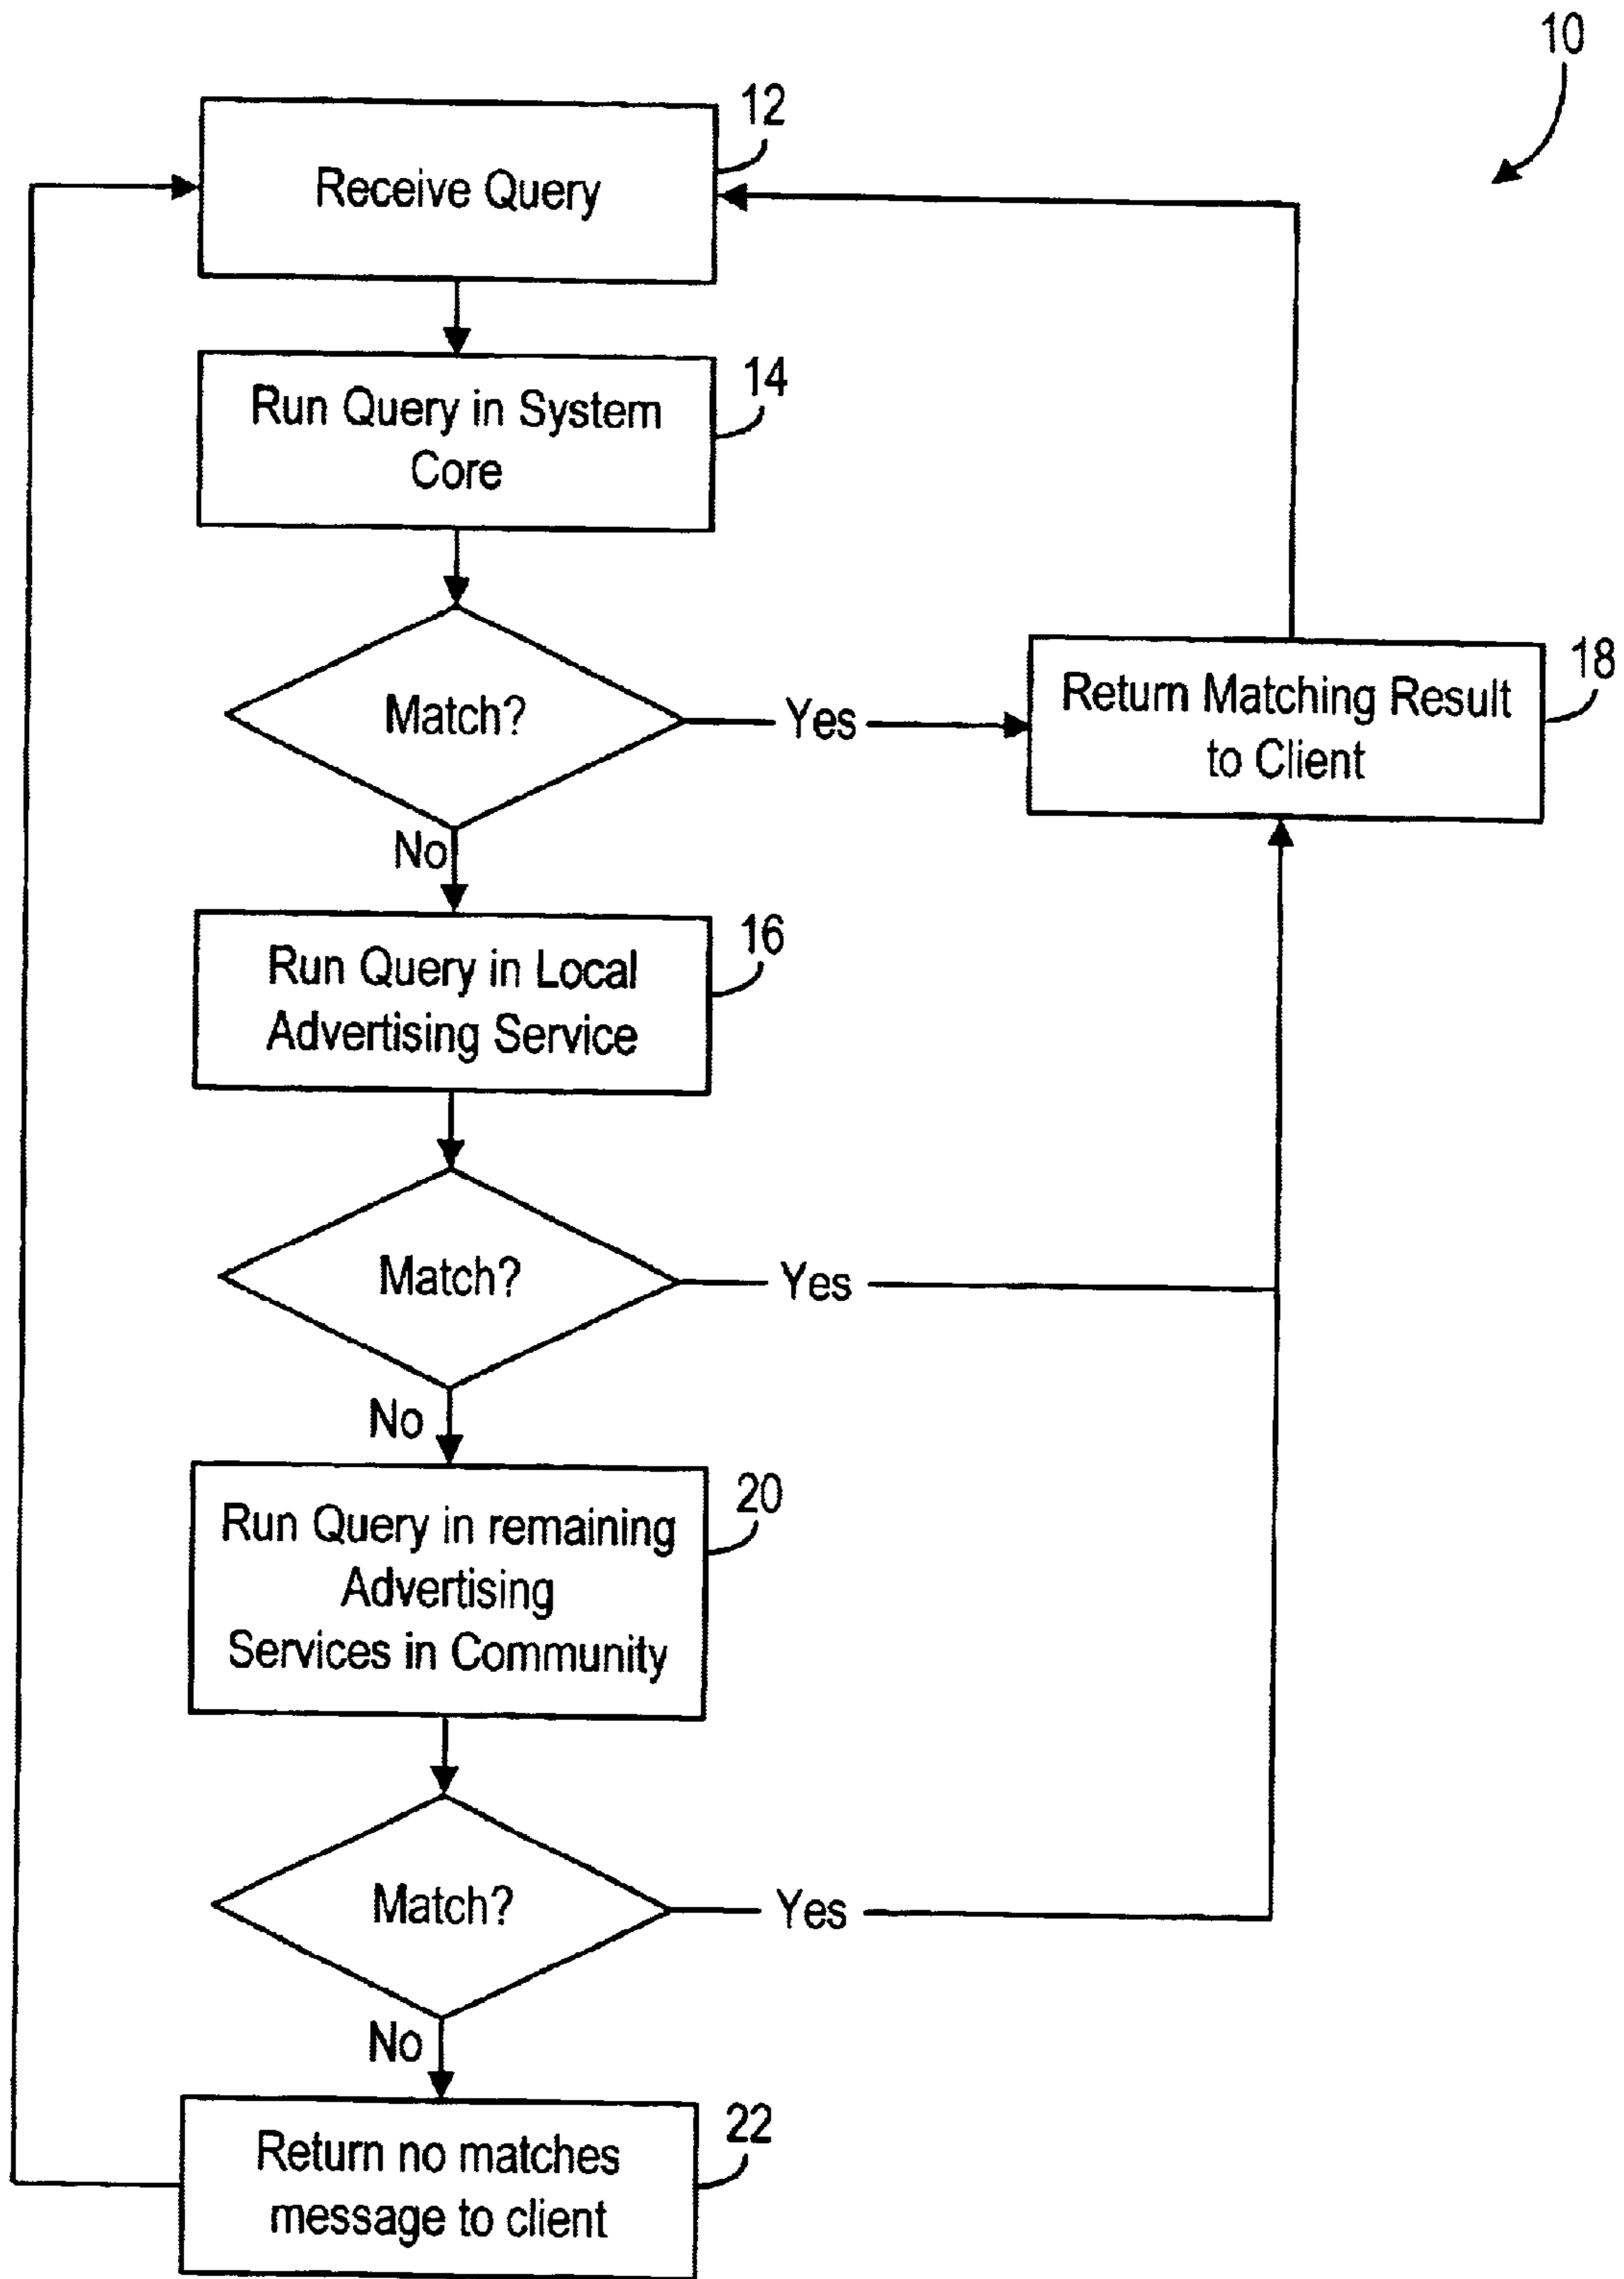 10
12
Receive Query
14
Run Query in System
Core
Match?
Yes
18
Return Matching Result
to Client
No
16
Run Query in Local
Advertising Service
Match?
Yes
No
20
Run Query in remaining
Advertising
Services in Community
Match?
Yes
No
22
Return no matches
message to client